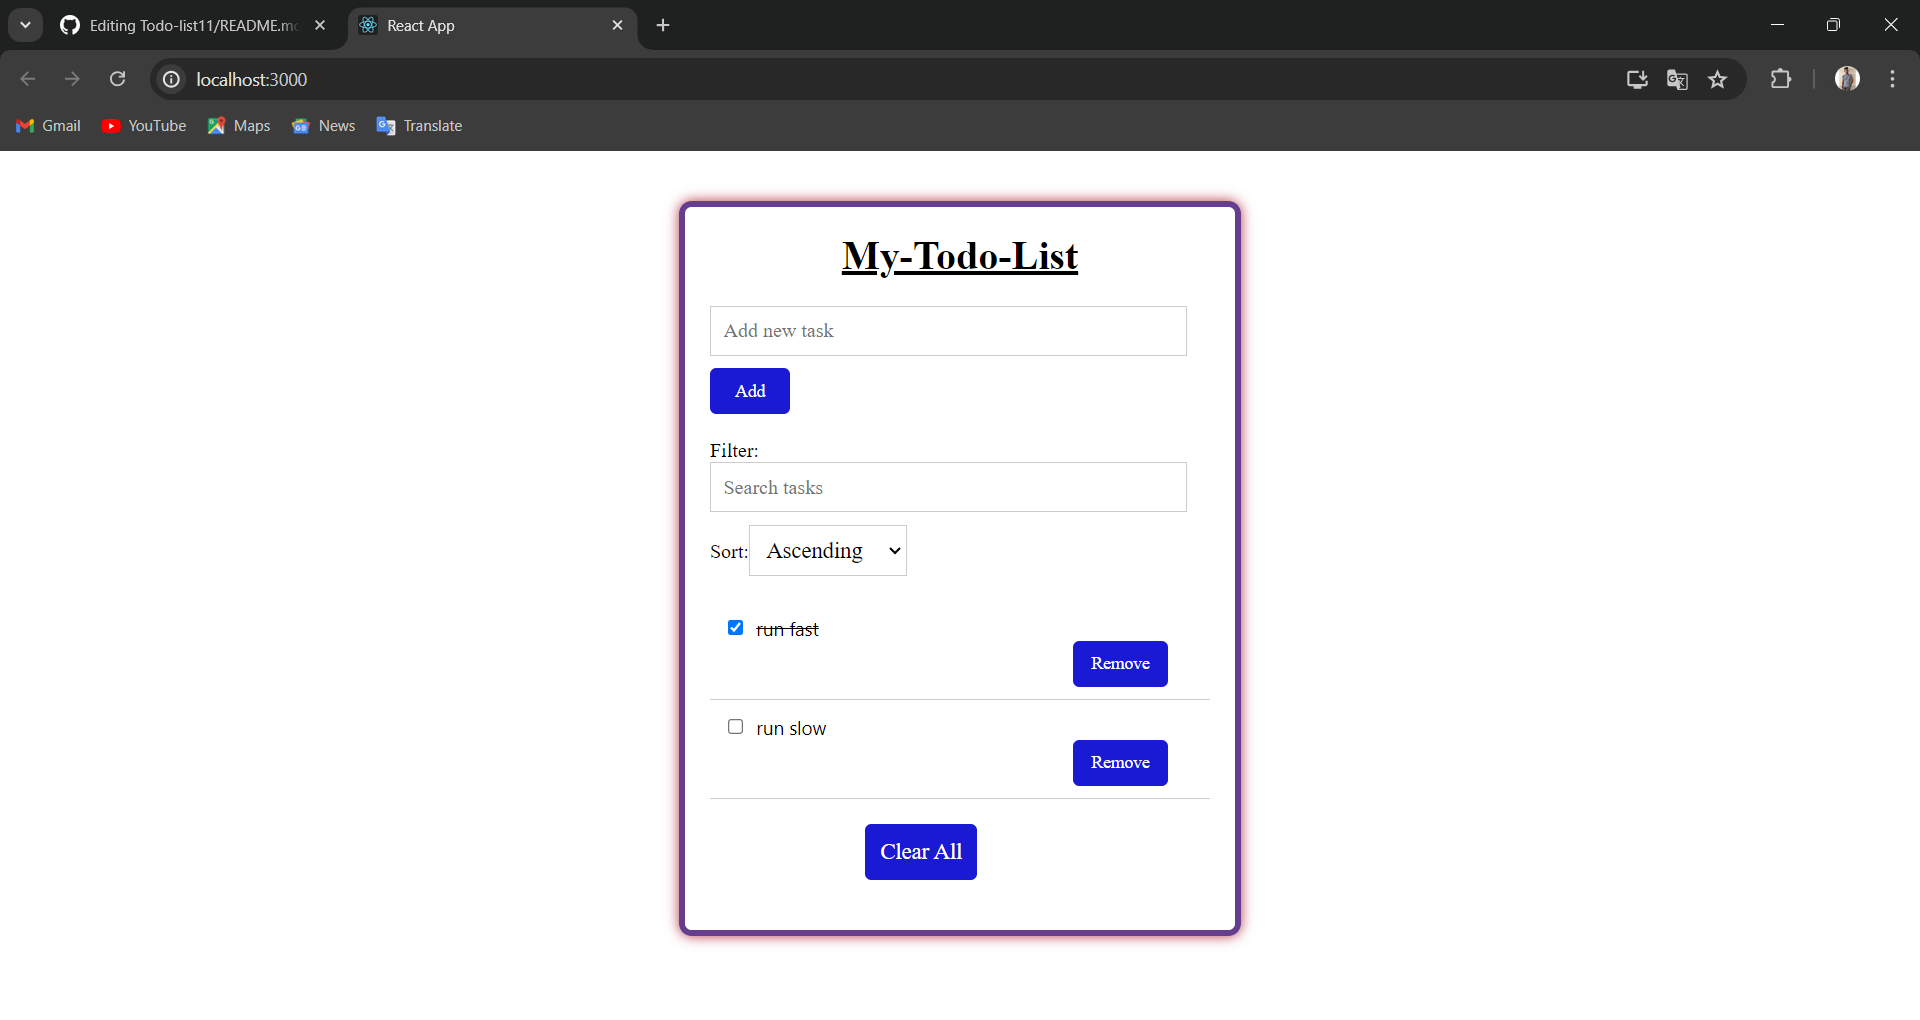 Editing Todo-list11/README.m
React App
localhost:3000
Gmail
YouTube
Maps
News
Translate
My-Todo-List
Add new task
Add
Filter:
Search tasks
Sort: Ascending
run fast
Remove
run slow
Remove
Clear All